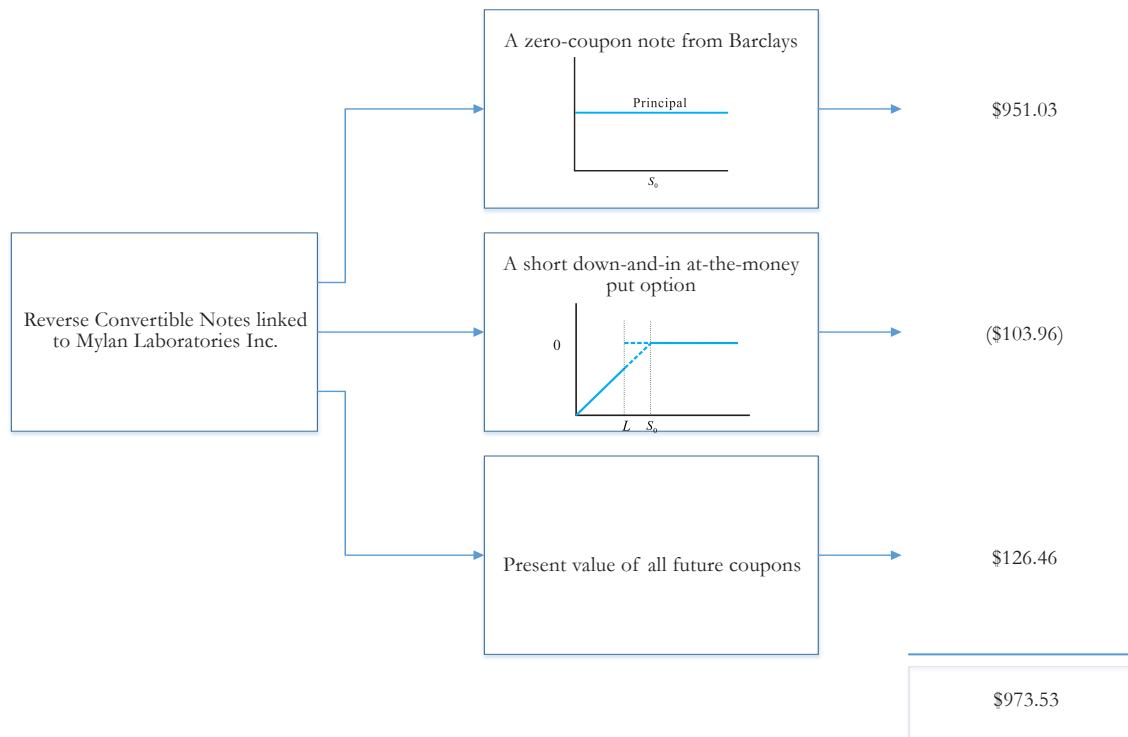 A zero-coupon note from Barclays
Principal
S₀
$951.03
Reverse Convertible Notes linked
to Mylan Laboratories Inc.
A short down-and-in at-the-money
put option
0
L S₀
($103.96)
Present value of all future coupons
$126.46
$973.53